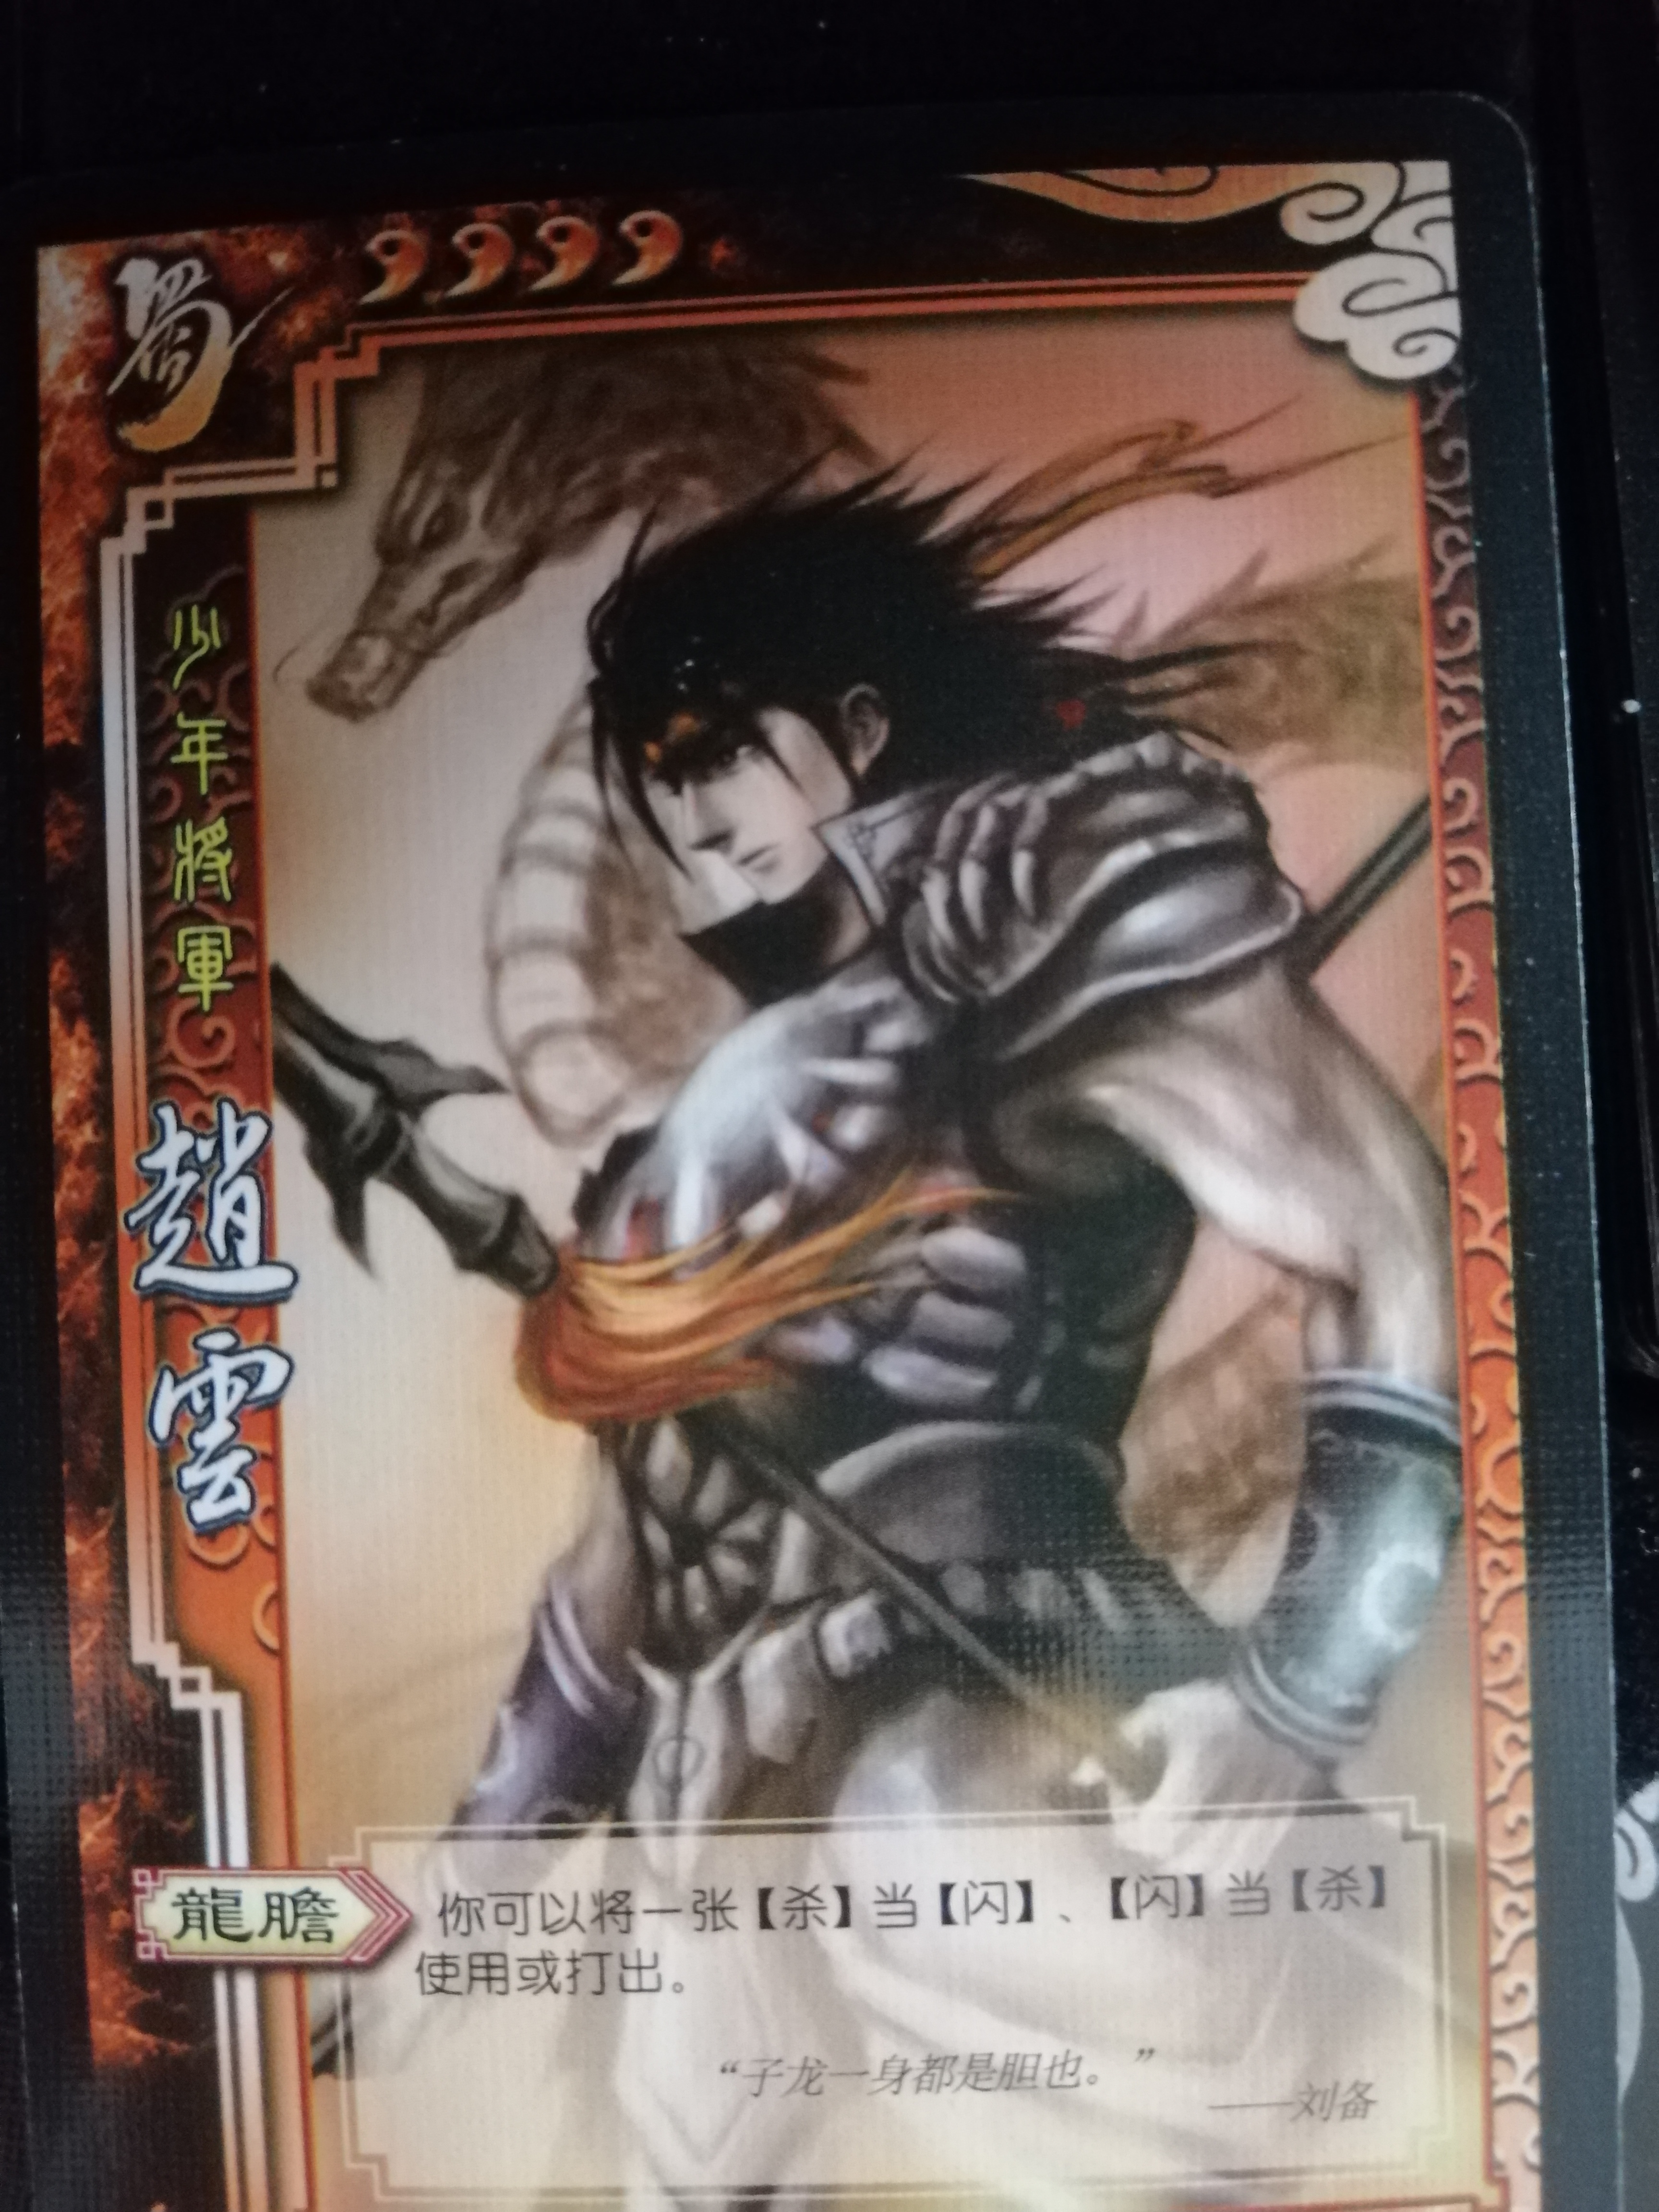 蜀
少年将軍
趙雲
龍膽
你可以将一张【杀】当【闪】、【闪】当【杀】
使用或打出。
“子龙一身都是胆也。”
——刘备